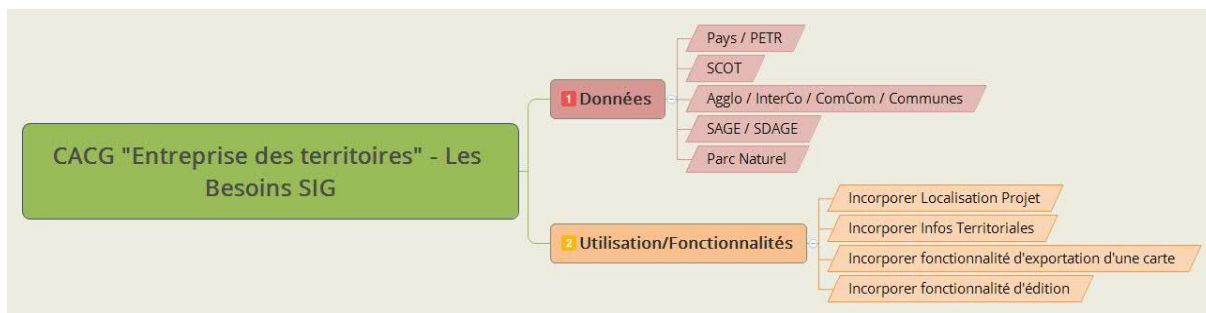 CACG "Entreprise des territoires" - Les
Besoins SIG
1 Données
Pays / PETR
SCOT
Agglo / InterCo / ComCom / Communes
SAGE / SDAGE
Parc Naturel
2 Utilisation/Fonctionnalités
Incorporer Localisation Projet
Incorporer Infos Territoriales
Incorporer fonctionnalité d'exportation d'une carte
Incorporer fonctionnalité d'édition